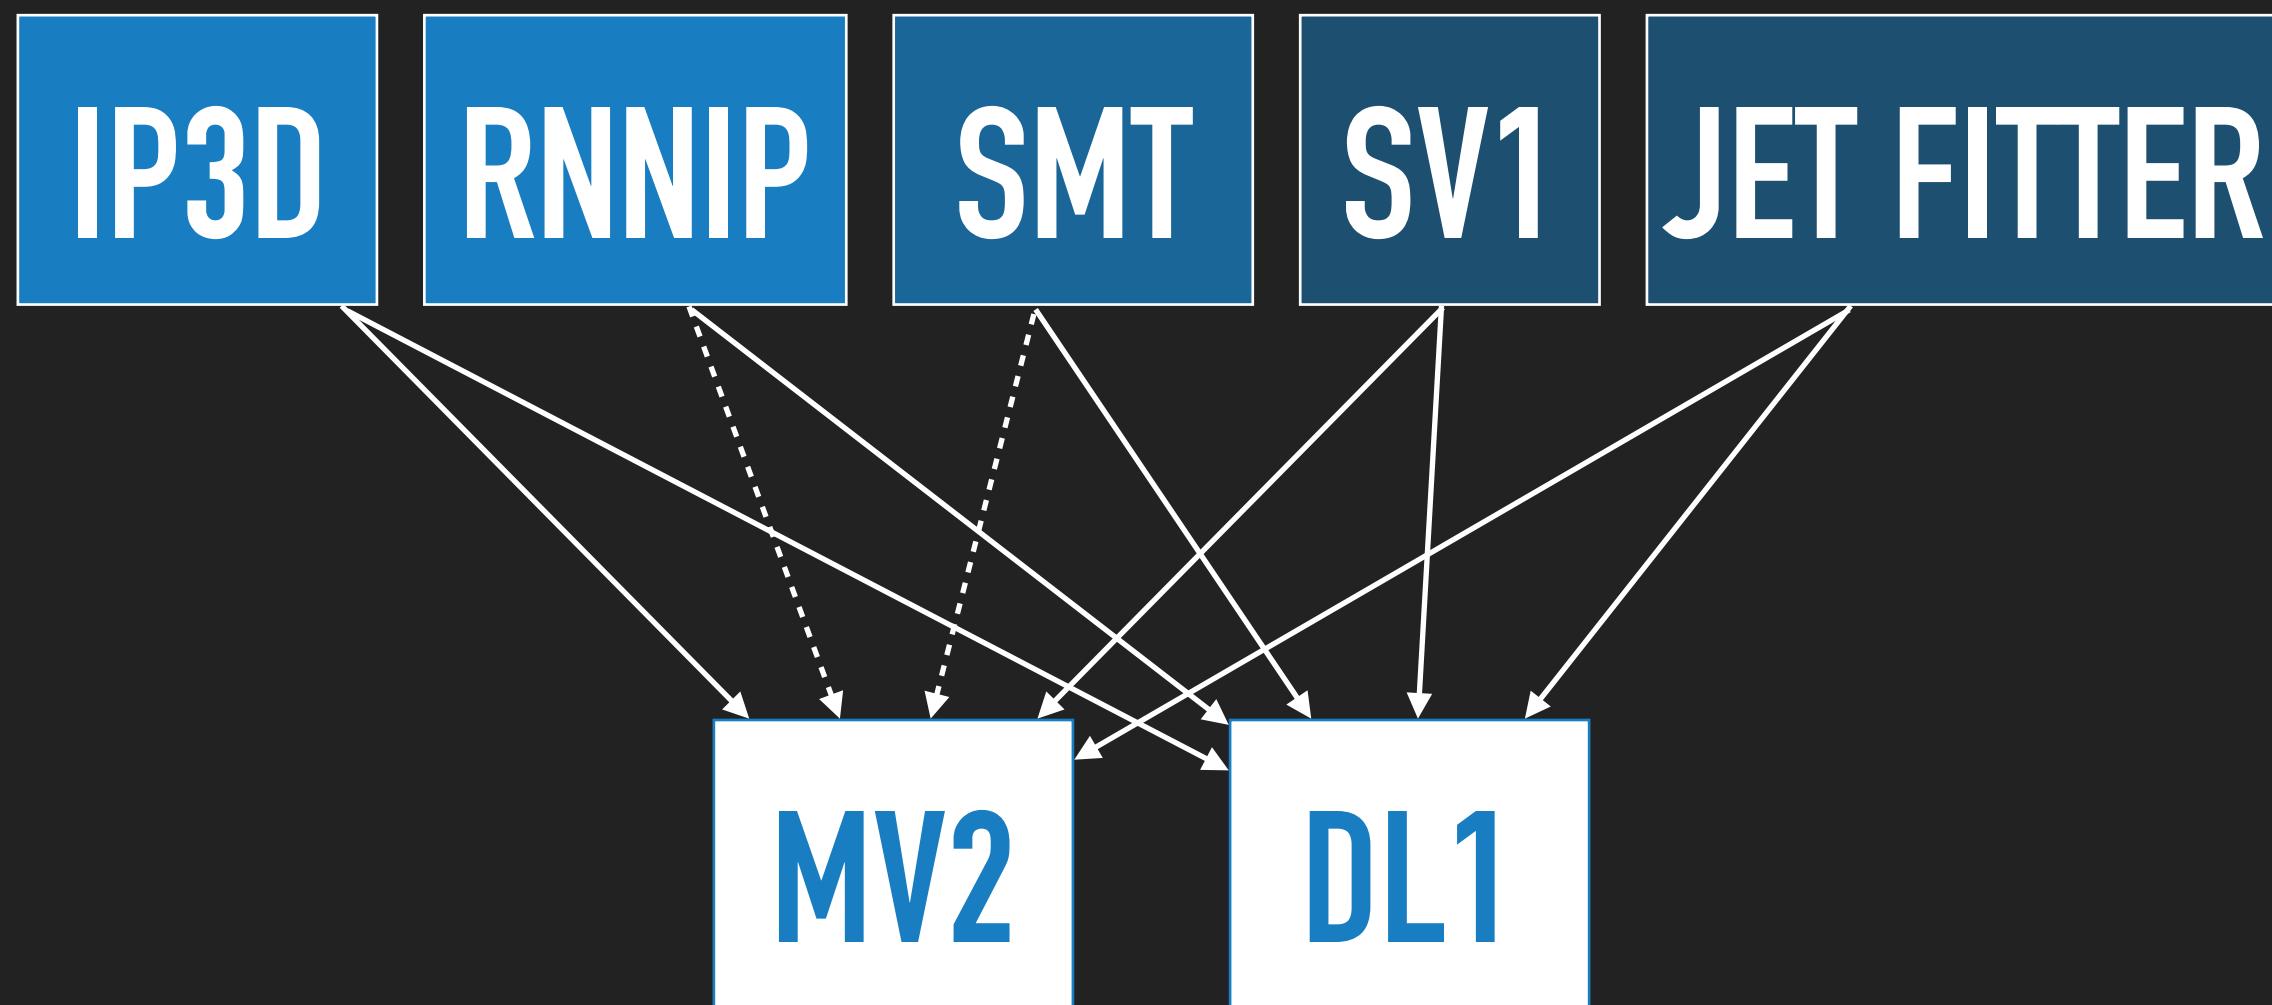 IP3D
RNNIP
SMT
SV1
JET FITTER
MV2
DL1